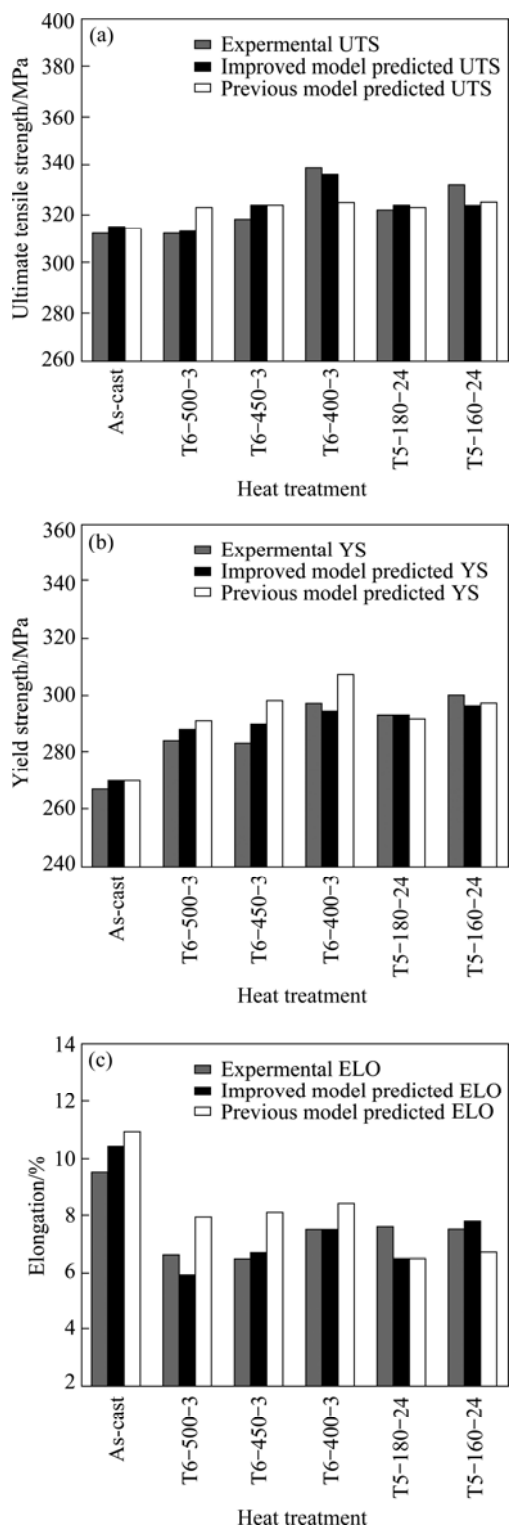 (a)
Expermental UTS
Improved model predicted UTS
Previous model predicted UTS
Ultimate tensile strength/MPa
400
380
360
340
320
300
280
260
As-cast
T6−500−3
T6−450−3
T6−400−3
T5−180−24
T5−160−24
Heat treatment
(b)
Expermental YS
Improved model predicted YS
Previous model predicted YS
Yield strength/MPa
360
340
320
300
280
260
240
As-cast
T6−500−3
T6−450−3
T6−400−3
T5−180−24
T5−160−24
Heat treatment
(c)
Expermental ELO
Improved model predicted ELO
Previous model predicted ELO
Elongation/%
14
12
10
8
6
4
2
As-cast
T6−500−3
T6−450−3
T6−400−3
T5−180−24
T5−160−24
Heat treatment